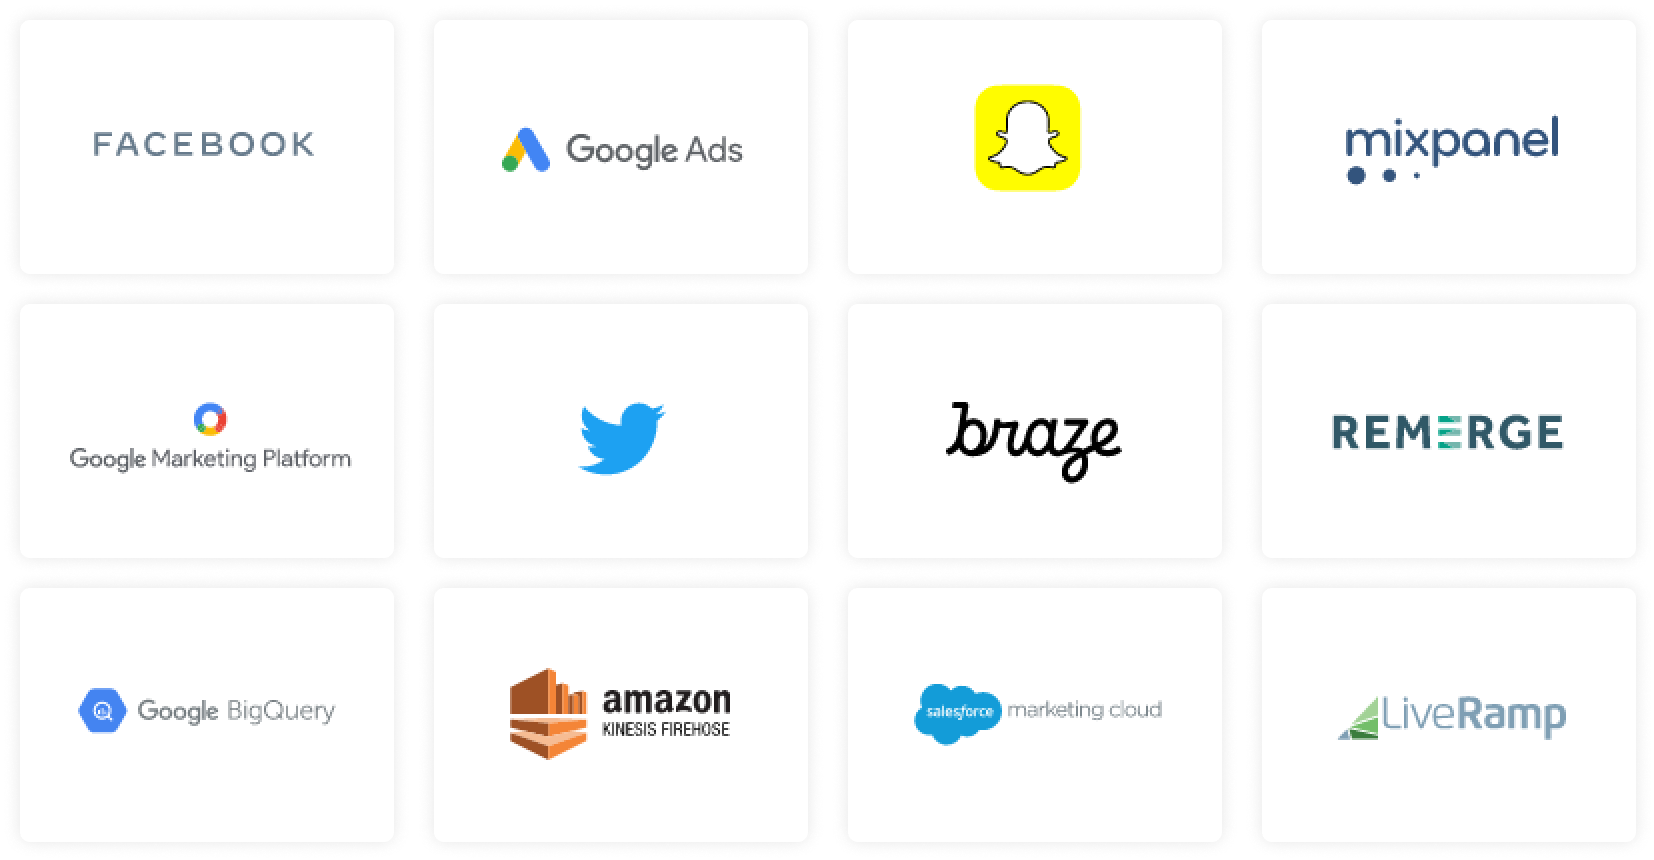 FACEBOOK
Google Ads
mixpanel
Google Marketing Platform
braze
REMERGE
Google BigQuery
amazon
KINESIS FIREHOSE
salesforce marketing cloud
LiveRamp